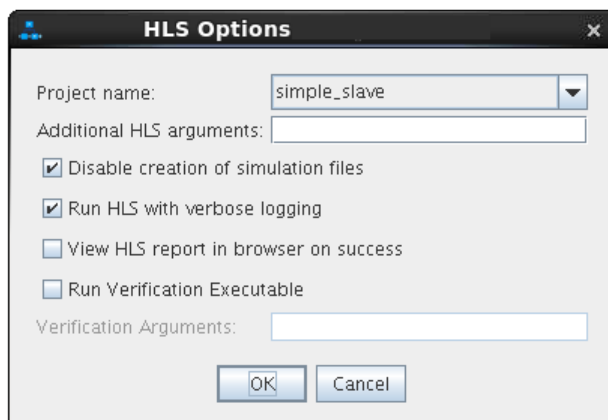 HLS Options
Project name: simple_slave
Additional HLS arguments:
Disable creation of simulation files
Run HLS with verbose logging
View HLS report in browser on success
Run Verification Executable
Verification Arguments:
OK Cancel